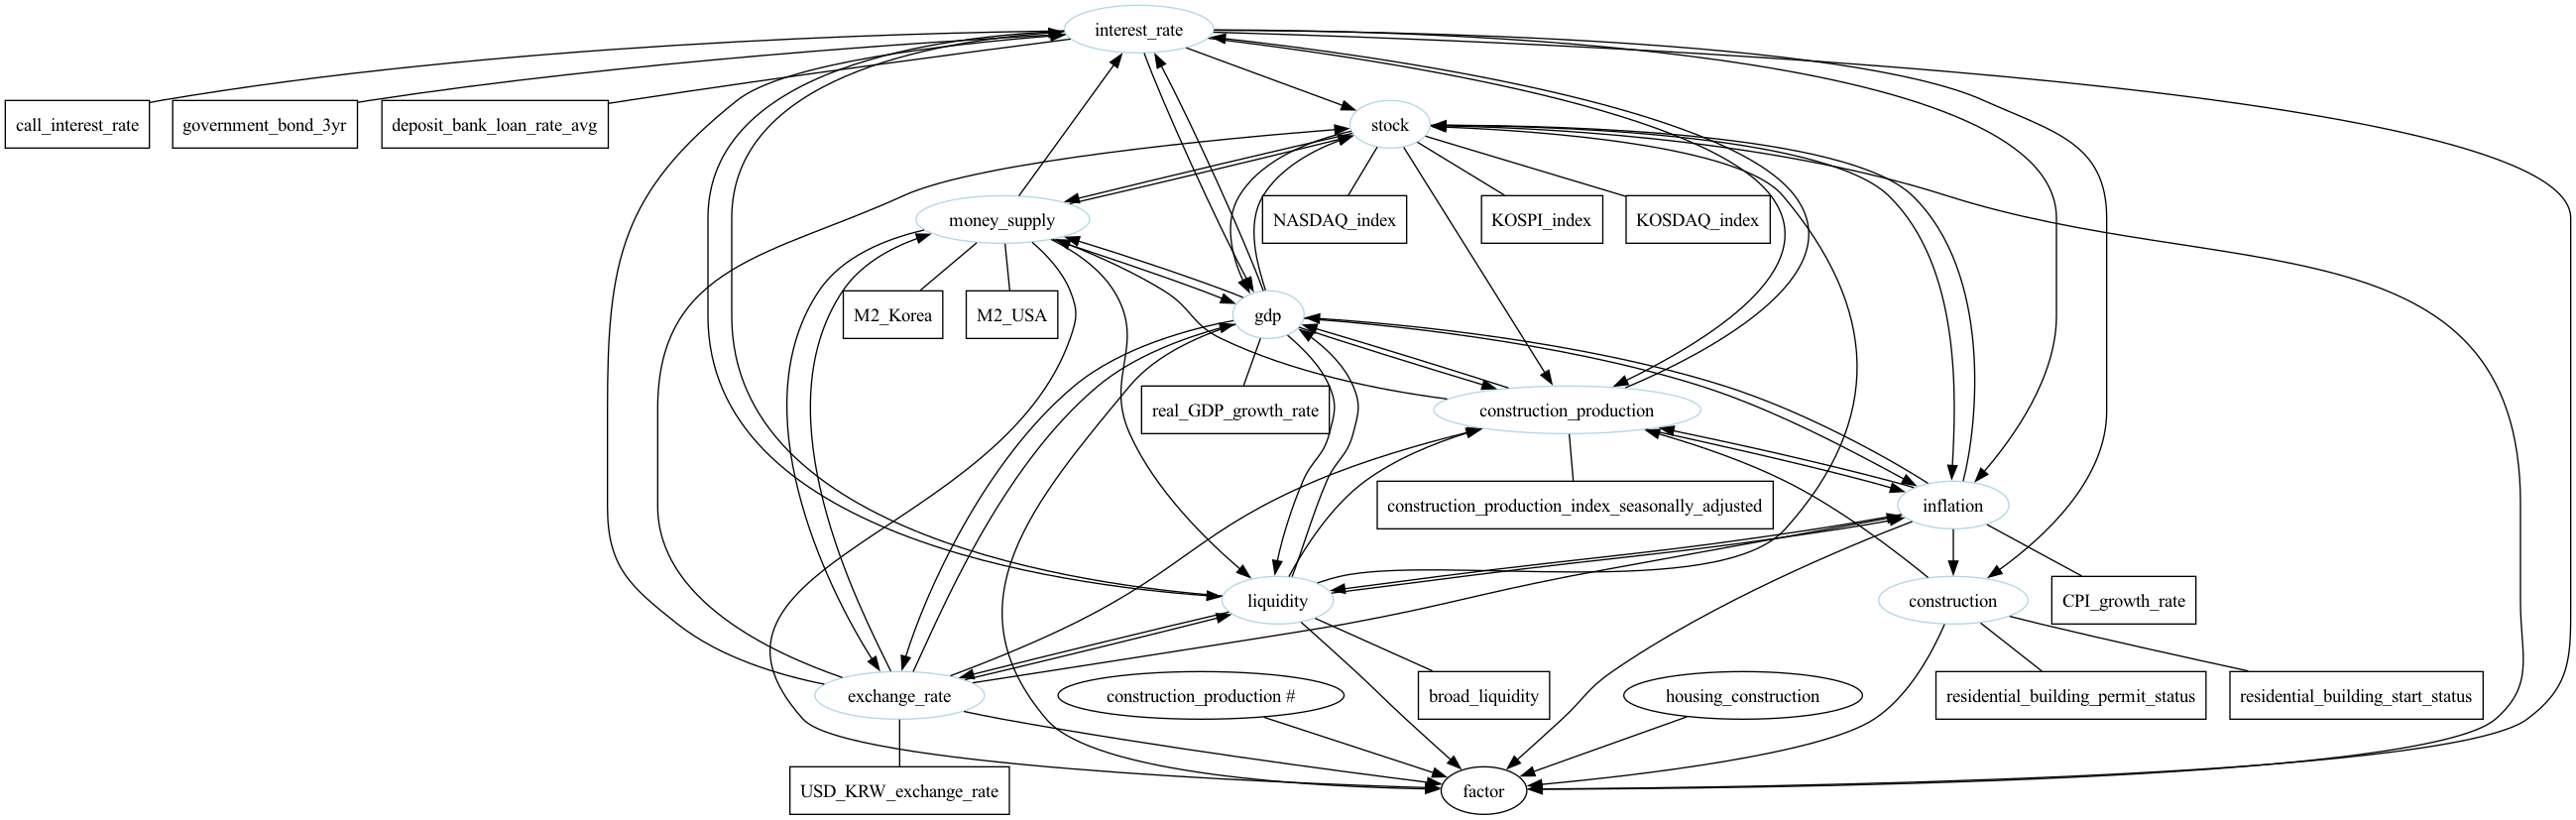 interest_rate
call_interest_rate
government_bond_3yr
deposit_bank_loan_rate_avg
stock
money_supply
NASDAQ_index
KOSPI_index
KOSDAQ_index
M2_Korea
M2_USA
gdp
real_GDP_growth_rate
construction_production
construction_production_index_seasonally_adjusted
inflation
liquidity
construction
CPI_growth_rate
exchange_rate
construction_production #
broad_liquidity
housing_construction
residential_building_permit_status
residential_building_start_status
USD_KRW_exchange_rate
factor